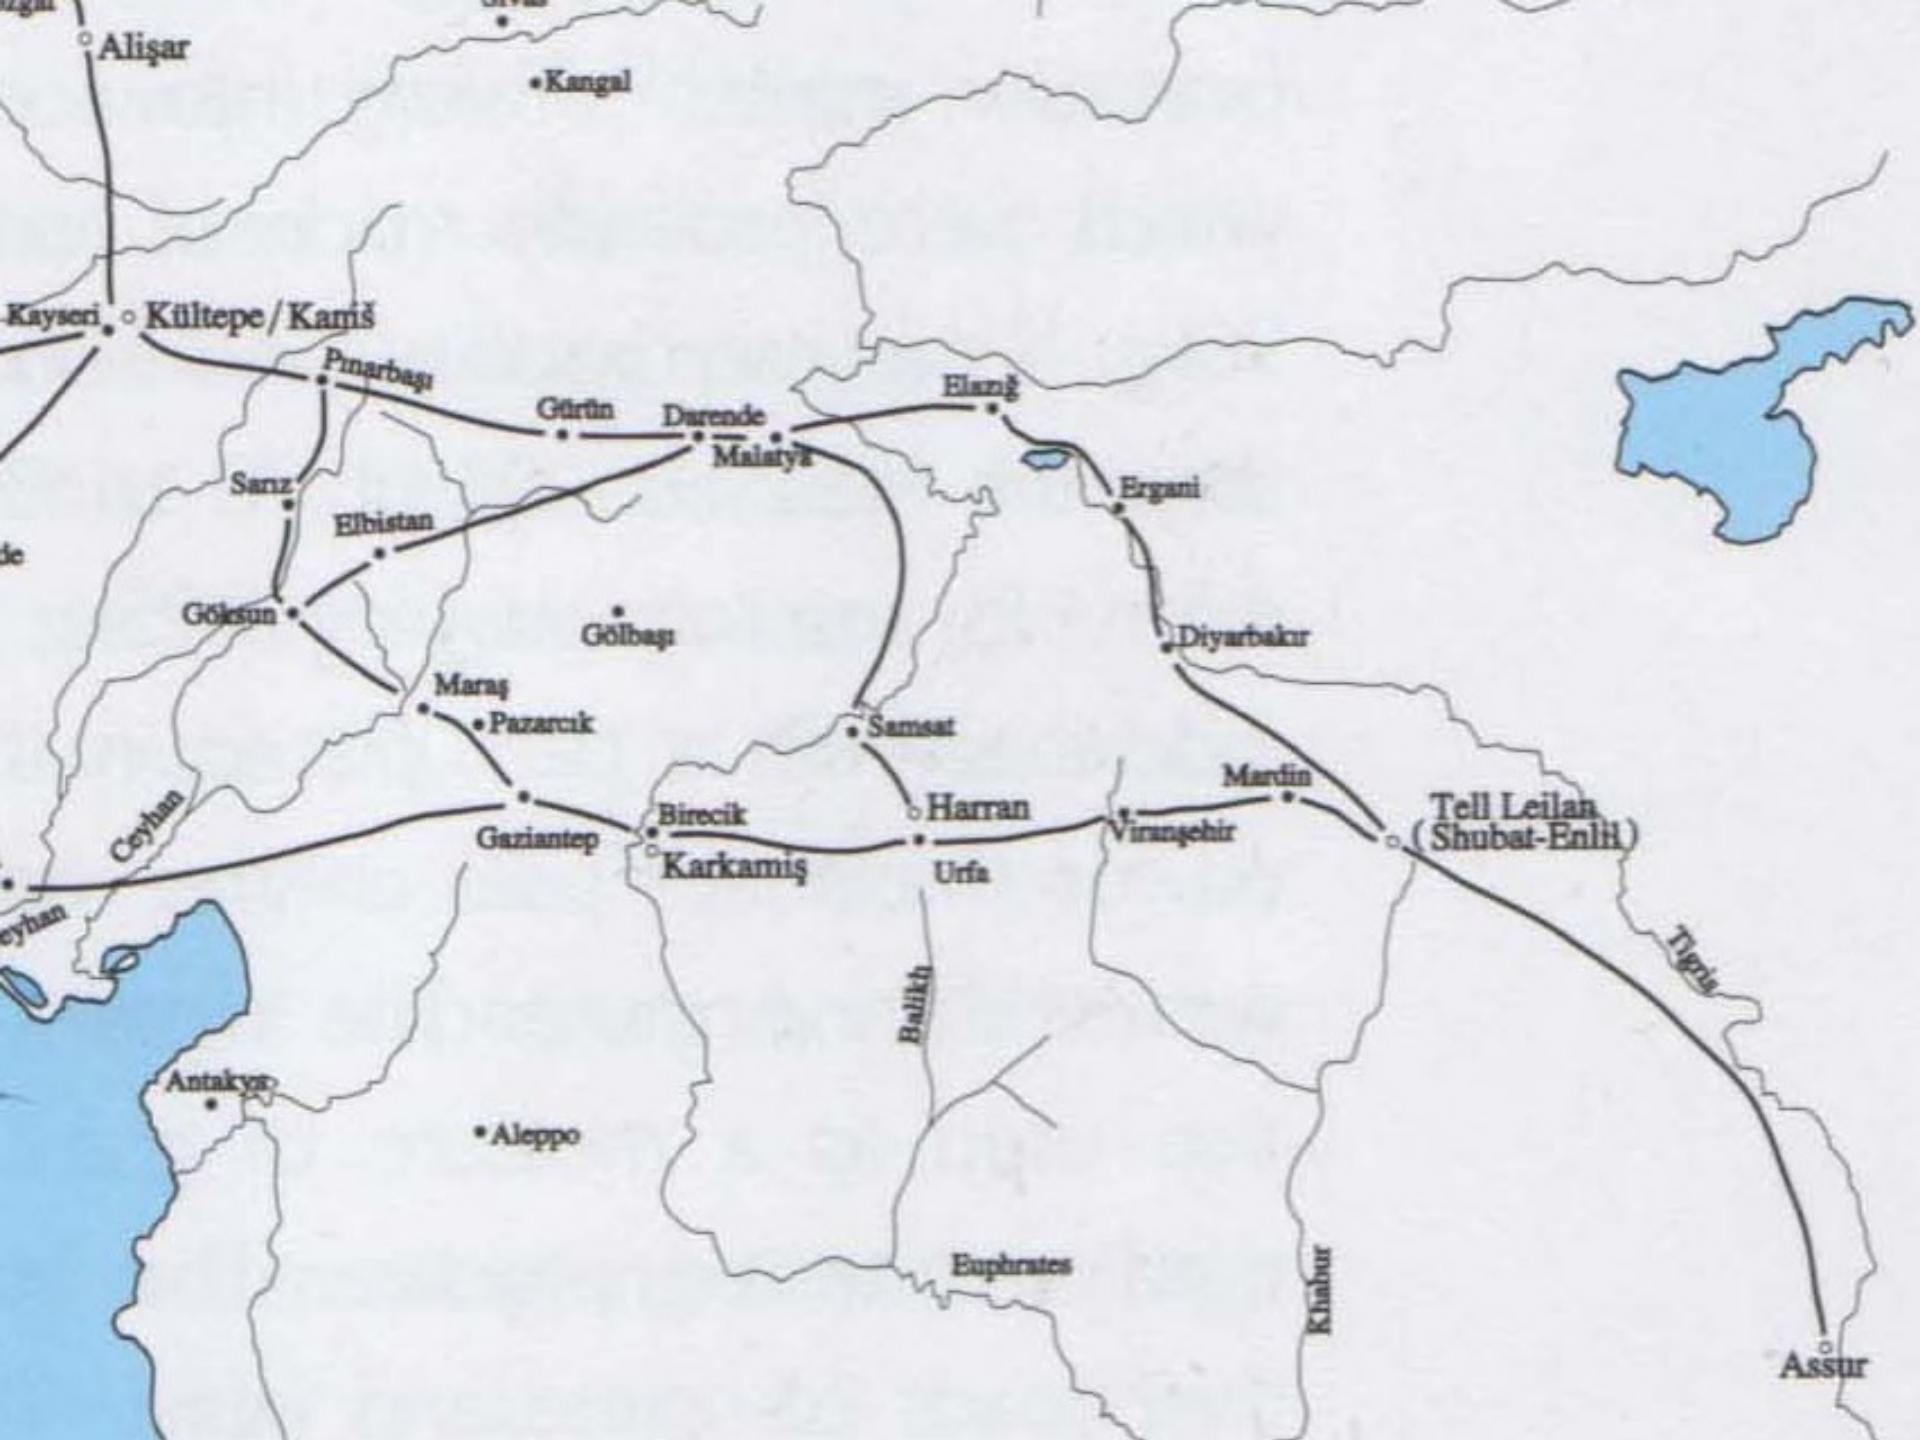 Alişar
Kangal
Kayseri
Kültepe/Kaniš
Pınarbaşı
Gürün
Darende
Malatya
Elazığ
Sarız
Ergani
Elbistan
Göksun
Gölbaşı
Diyarbakır
Maraş
Pazarcık
Samsat
Mardin
Ceyhan
Birecik
Harran
Viranşehir
Tell Leilan
(Shubat-Enlil)
Gaziantep
Karkamiş
Urfa
Tigris
Balikh
Antakya
Aleppo
Euphrates
Khabur
Assur